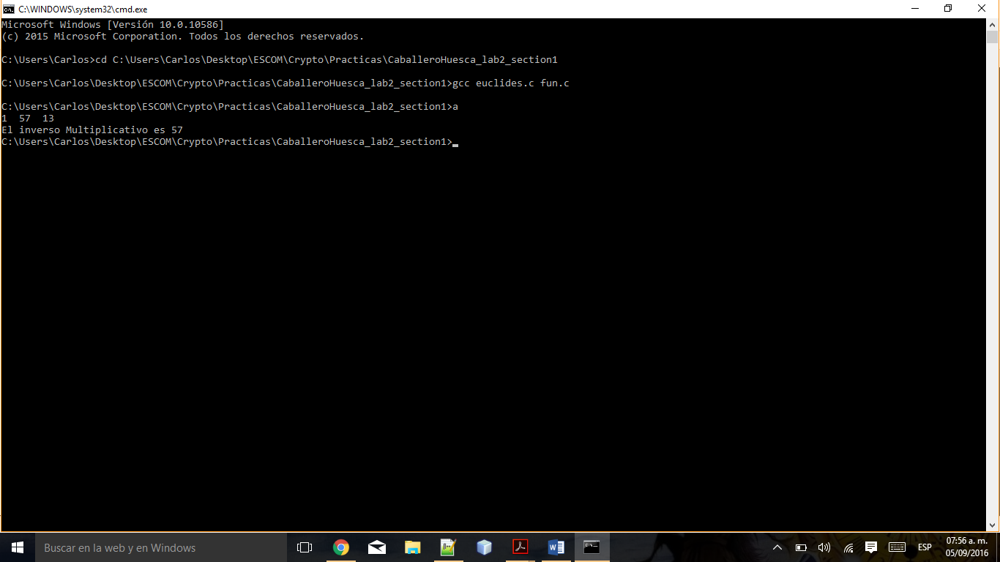 C:\WINDOWS\system32\cmd.exe
Microsoft Windows [Versión 10.0.10586]
(c) 2015 Microsoft Corporation. Todos los derechos reservados.
C:\Users\Carlos>cd C:\Users\Carlos\Desktop\ESCOM\Crypto\Practicas\CaballeroHuesca_lab2_section1
C:\Users\Carlos\Desktop\ESCOM\Crypto\Practicas\CaballeroHuesca_lab2_section1>gcc euclides.c fun.c
C:\Users\Carlos\Desktop\ESCOM\Crypto\Practicas\CaballeroHuesca_lab2_section1>a
1  57  13
El inverso Multiplicativo es 57
C:\Users\Carlos\Desktop\ESCOM\Crypto\Practicas\CaballeroHuesca_lab2_section1>
Buscar en la web y en Windows
ESP
07:56 a. m.
05/09/2016